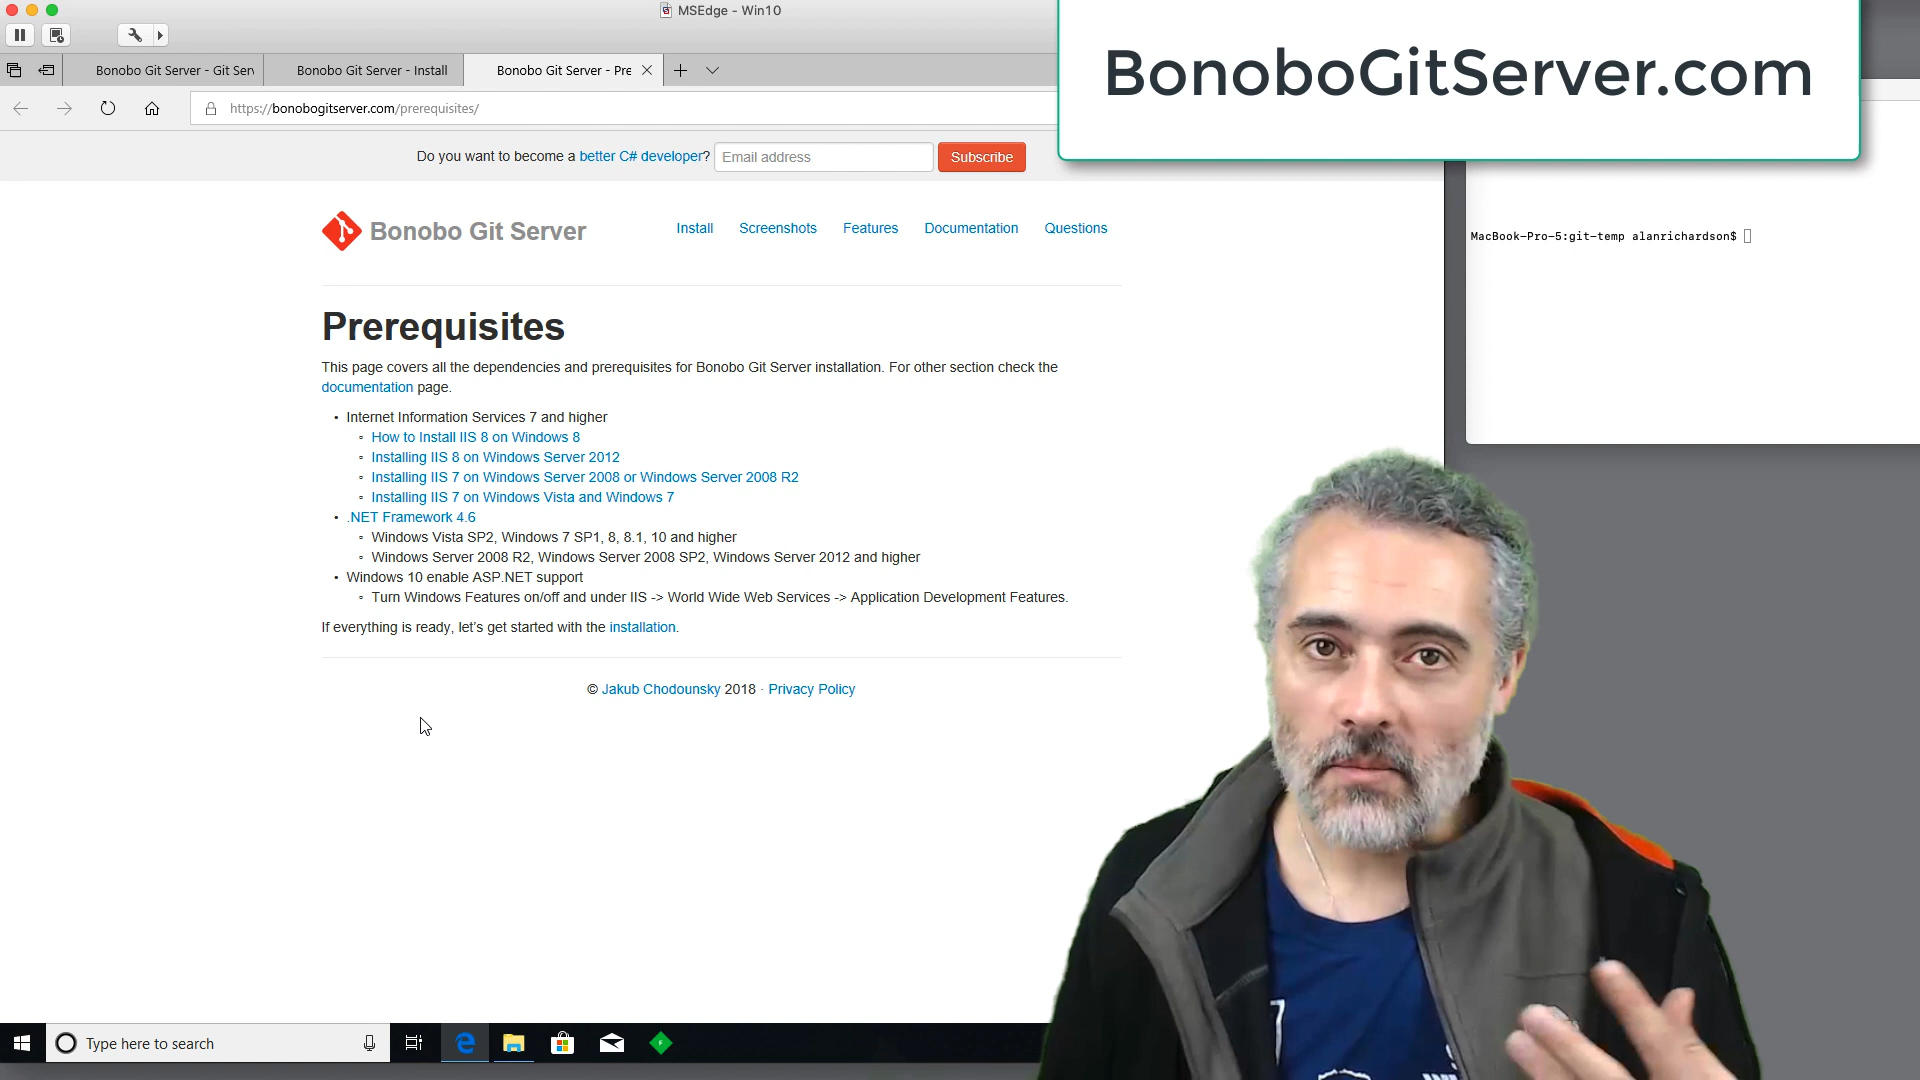 MSEdge - Win10
BonoboGitServer.com
Bonobo Git Server - Git Serv
Bonobo Git Server - Install
Bonobo Git Server - Pre
https://bonobogitserver.com/prerequisites/
Do you want to become a better C# developer?
Email address
Subscribe
Bonobo Git Server
Install
Screenshots
Features
Documentation
Questions
MacBook-Pro-5:git-temp alanrichardson$
Prerequisites
This page covers all the dependencies and prerequisites for Bonobo Git Server installation. For other section check the
documentation page.
• Internet Information Services 7 and higher
◦ How to Install IIS 8 on Windows 8
◦ Installing IIS 8 on Windows Server 2012
◦ Installing IIS 7 on Windows Server 2008 or Windows Server 2008 R2
◦ Installing IIS 7 on Windows Vista and Windows 7
• .NET Framework 4.6
◦ Windows Vista SP2, Windows 7 SP1, 8, 8.1, 10 and higher
◦ Windows Server 2008 R2, Windows Server 2008 SP2, Windows Server 2012 and higher
• Windows 10 enable ASP.NET support
◦ Turn Windows Features on/off and under IIS -> World Wide Web Services -> Application Development Features.
If everything is ready, let's get started with the installation.
© Jakub Chodounsky 2018 · Privacy Policy
Type here to search